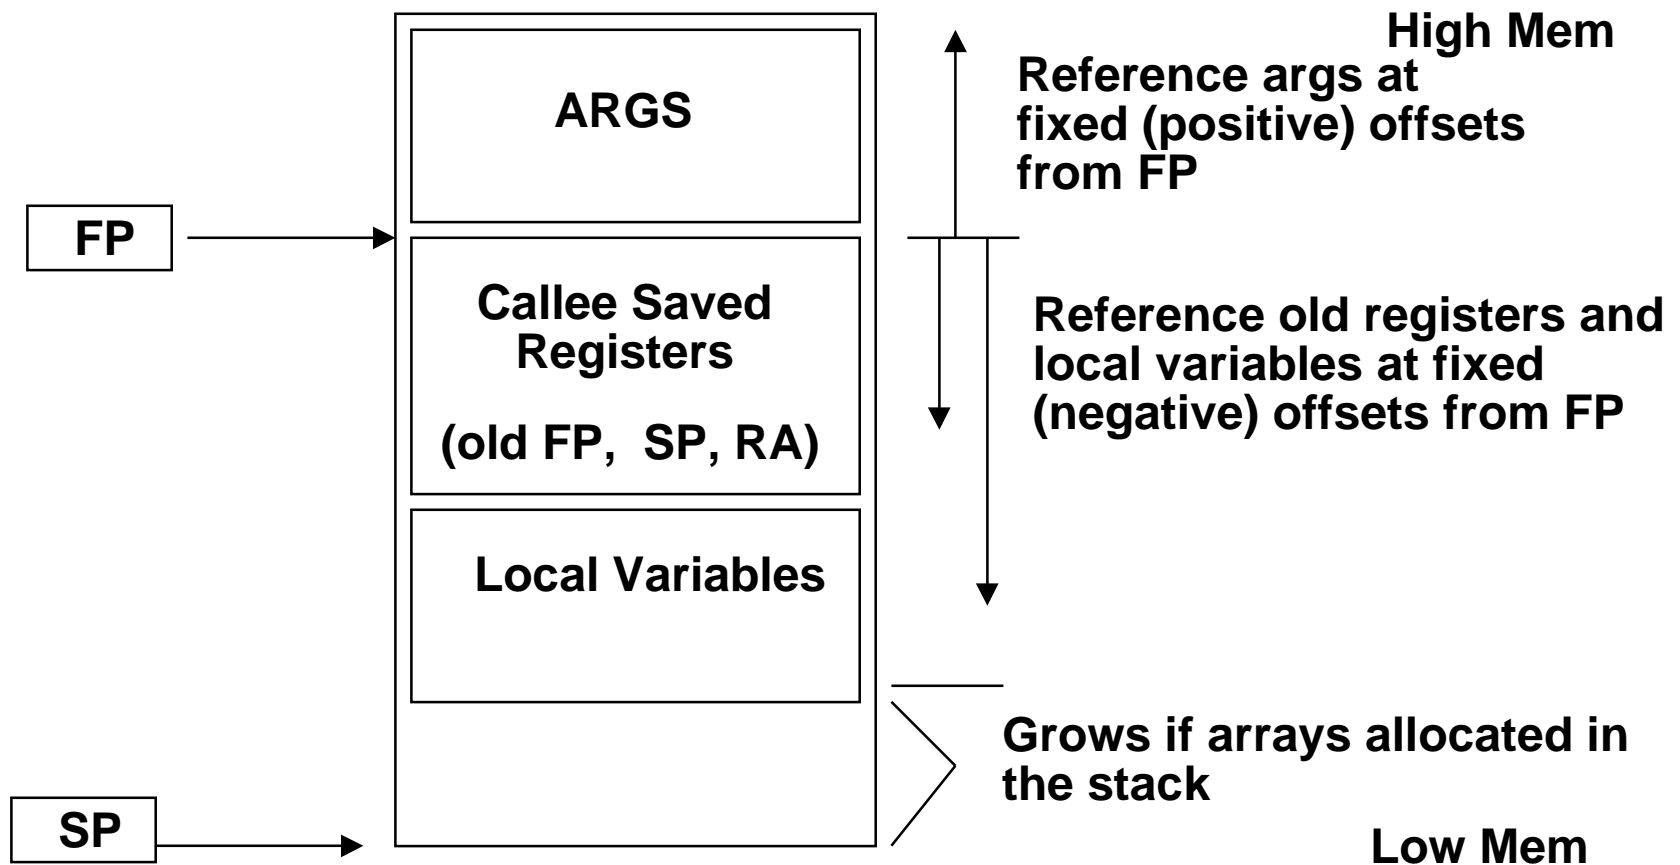 High Mem
ARGS
Reference args at
fixed (positive) offsets
from FP
FP
Callee Saved
Registers
(old FP, SP, RA)
Reference old registers and
local variables at fixed
(negative) offsets from FP
Local Variables
Grows if arrays allocated in
the stack
SP
Low Mem